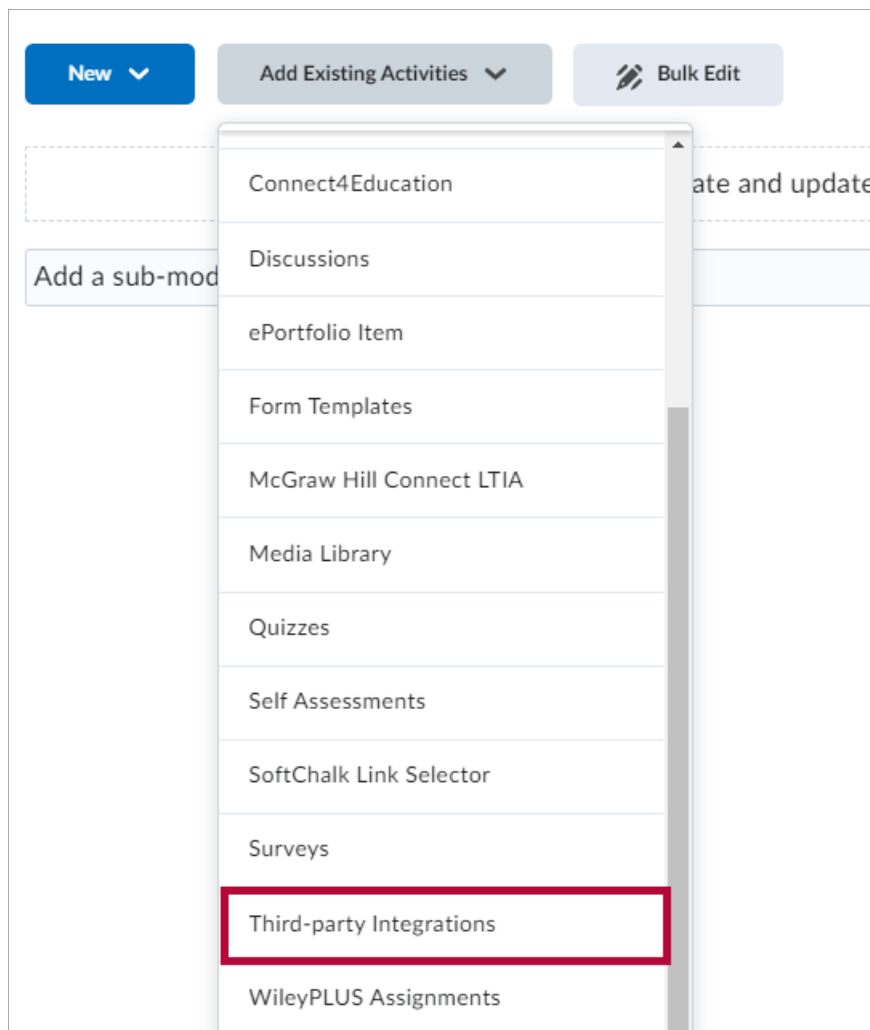 New
Add Existing Activities
Bulk Edit
Connect4Education
ate and update
Discussions
Add a sub-mod
ePortfolio Item
Form Templates
McGraw Hill Connect LTIA
Media Library
Quizzes
Self Assessments
SoftChalk Link Selector
Surveys
Third-party Integrations
WileyPLUS Assignments